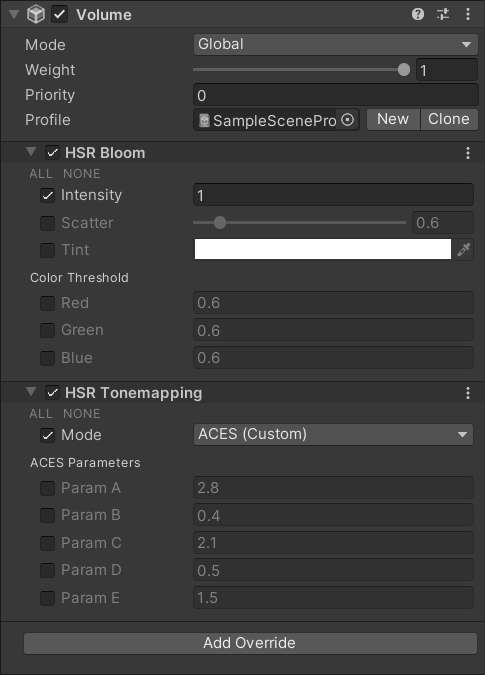 Volume
Mode Global
Weight 1
Priority 0
Profile SampleScenePro New Clone
HSR Bloom
ALL NONE
Intensity 1
Scatter 0.6
Tint
Color Threshold
Red 0.6
Green 0.6
Blue 0.6
HSR Tonemapping
ALL NONE
Mode ACES (Custom)
ACES Parameters
Param A 2.8
Param B 0.4
Param C 2.1
Param D 0.5
Param E 1.5
Add Override